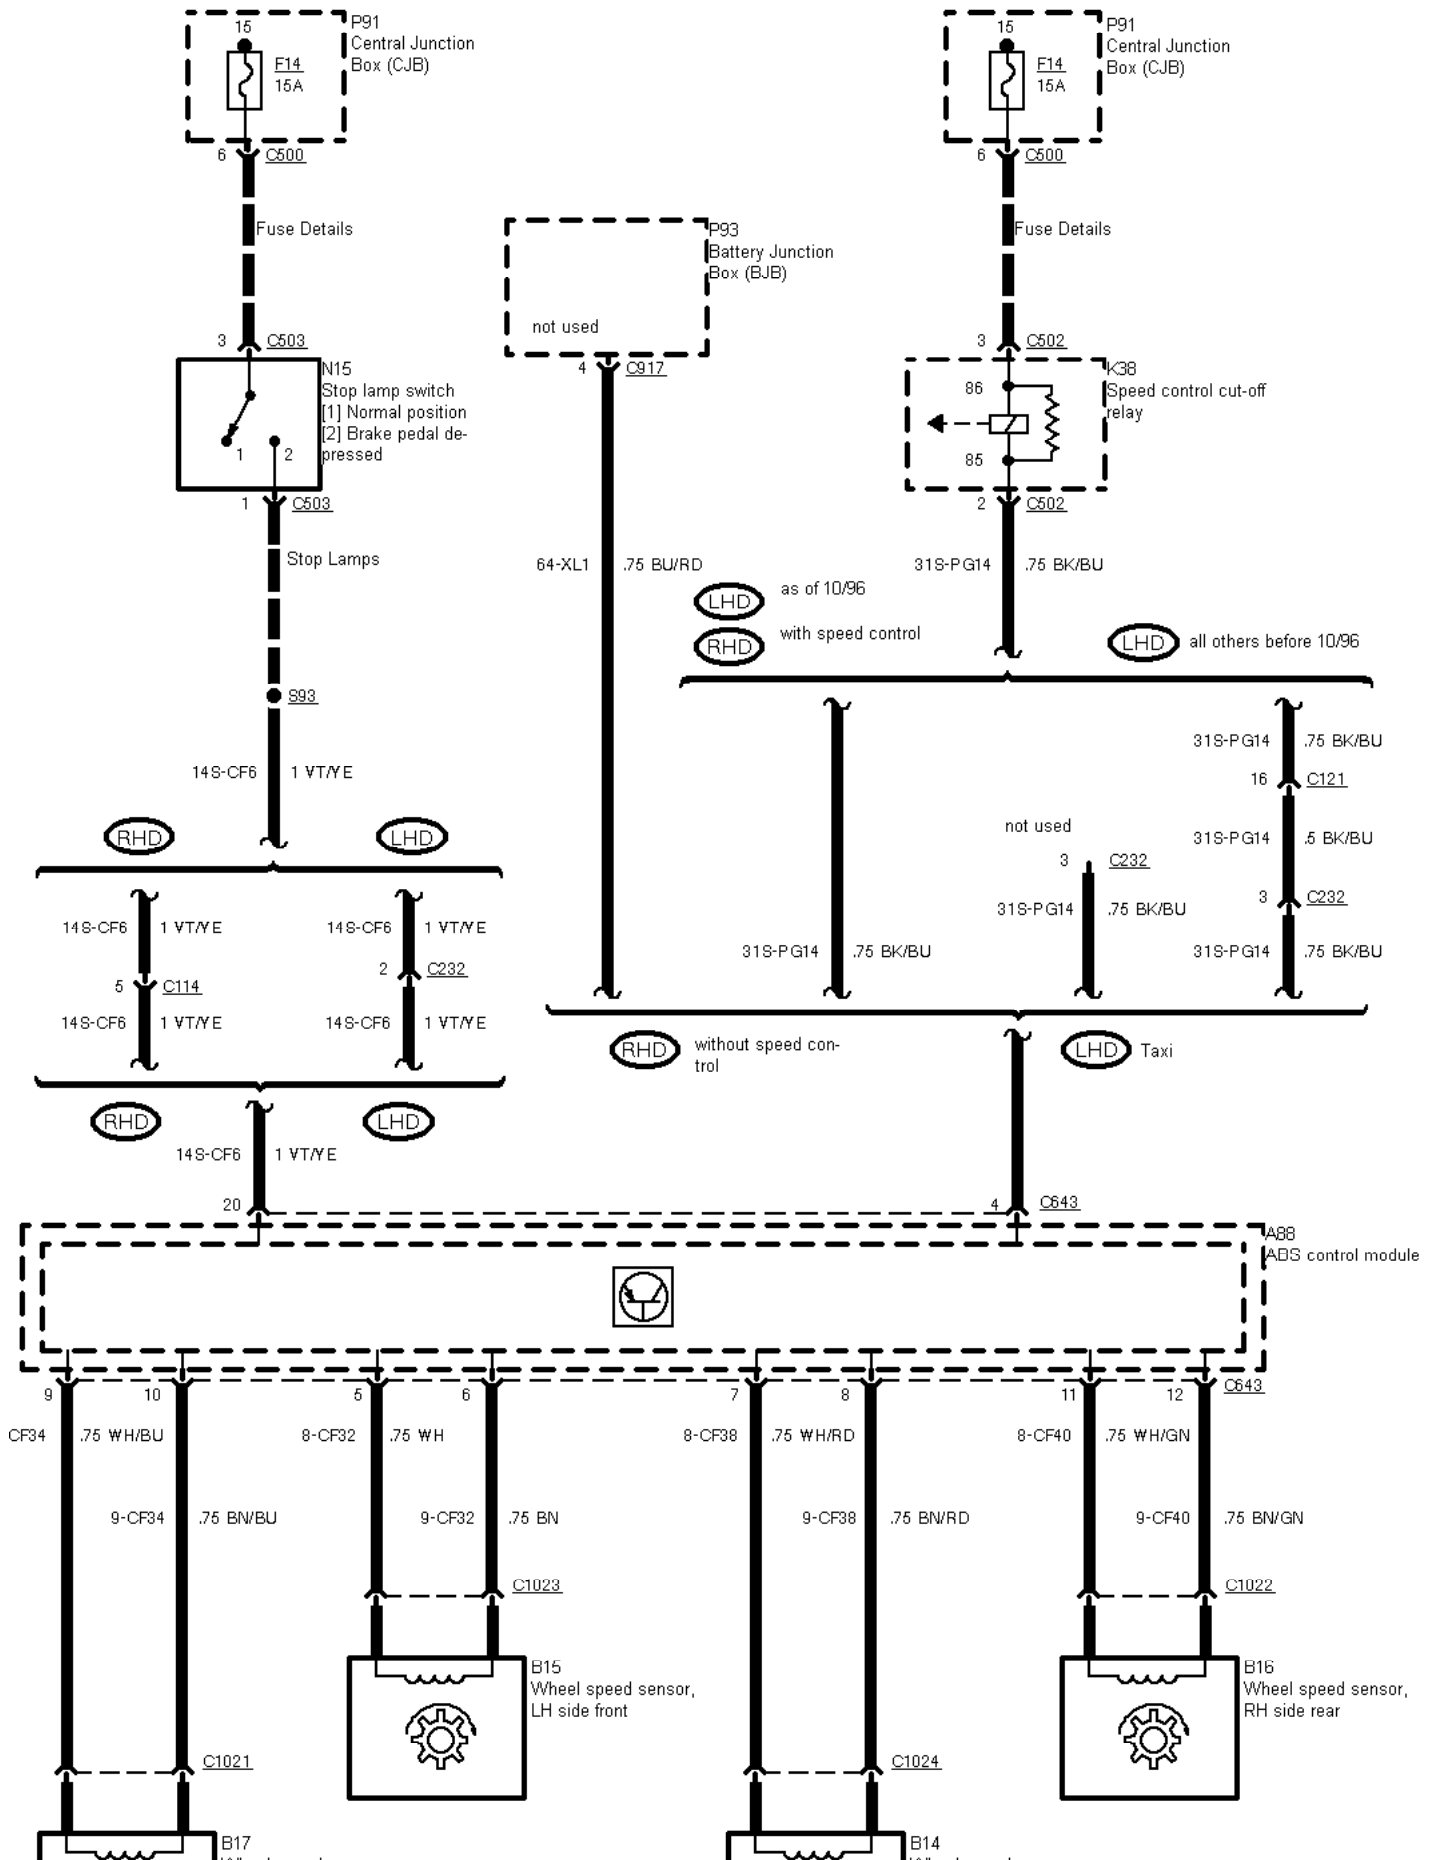 15
P91
Central Junction
Box (CJB)
F14
15A
6
C500
Fuse Details
3
C503
N15
Stop lamp switch
[1] Normal position
[2] Brake pedal de-
pressed
1
2
1
C503
Stop Lamps
S93
14S-CF6
1 VT/YE
RHD
LHD
14S-CF6
1 VT/YE
14S-CF6
1 VT/YE
5
C114
2
C232
14S-CF6
1 VT/YE
14S-CF6
1 VT/YE
RHD
LHD
14S-CF6
1 VT/YE
20
P93
Battery Junction
Box (BJB)
not used
4
C917
64-XL1
.75 BU/RD
15
P91
Central Junction
Box (CJB)
F14
15A
6
C500
Fuse Details
3
C502
K38
Speed control cut-off
relay
86
85
2
C502
31S-PG14
.75 BK/BU
LHD
as of 10/96
RHD
with speed control
LHD
all others before 10/96
31S-PG14
.75 BK/BU
16
C121
not used
31S-PG14
.5 BK/BU
3
C232
3
C232
31S-PG14
.75 BK/BU
31S-PG14
.75 BK/BU
31S-PG14
.75 BK/BU
RHD
without speed con-
trol
LHD
Taxi
4
C643
A88
ABS control module
9
10
5
6
7
8
11
12
C643
CF34
.75 WH/BU
8-CF32
.75 WH
8-CF38
.75 WH/RD
8-CF40
.75 WH/GN
9-CF34
.75 BN/BU
9-CF32
.75 BN
9-CF38
.75 BN/RD
9-CF40
.75 BN/GN
C1023
C1022
B15
Wheel speed sensor,
LH side front
B16
Wheel speed sensor,
RH side rear
C1021
C1024
B17
B14